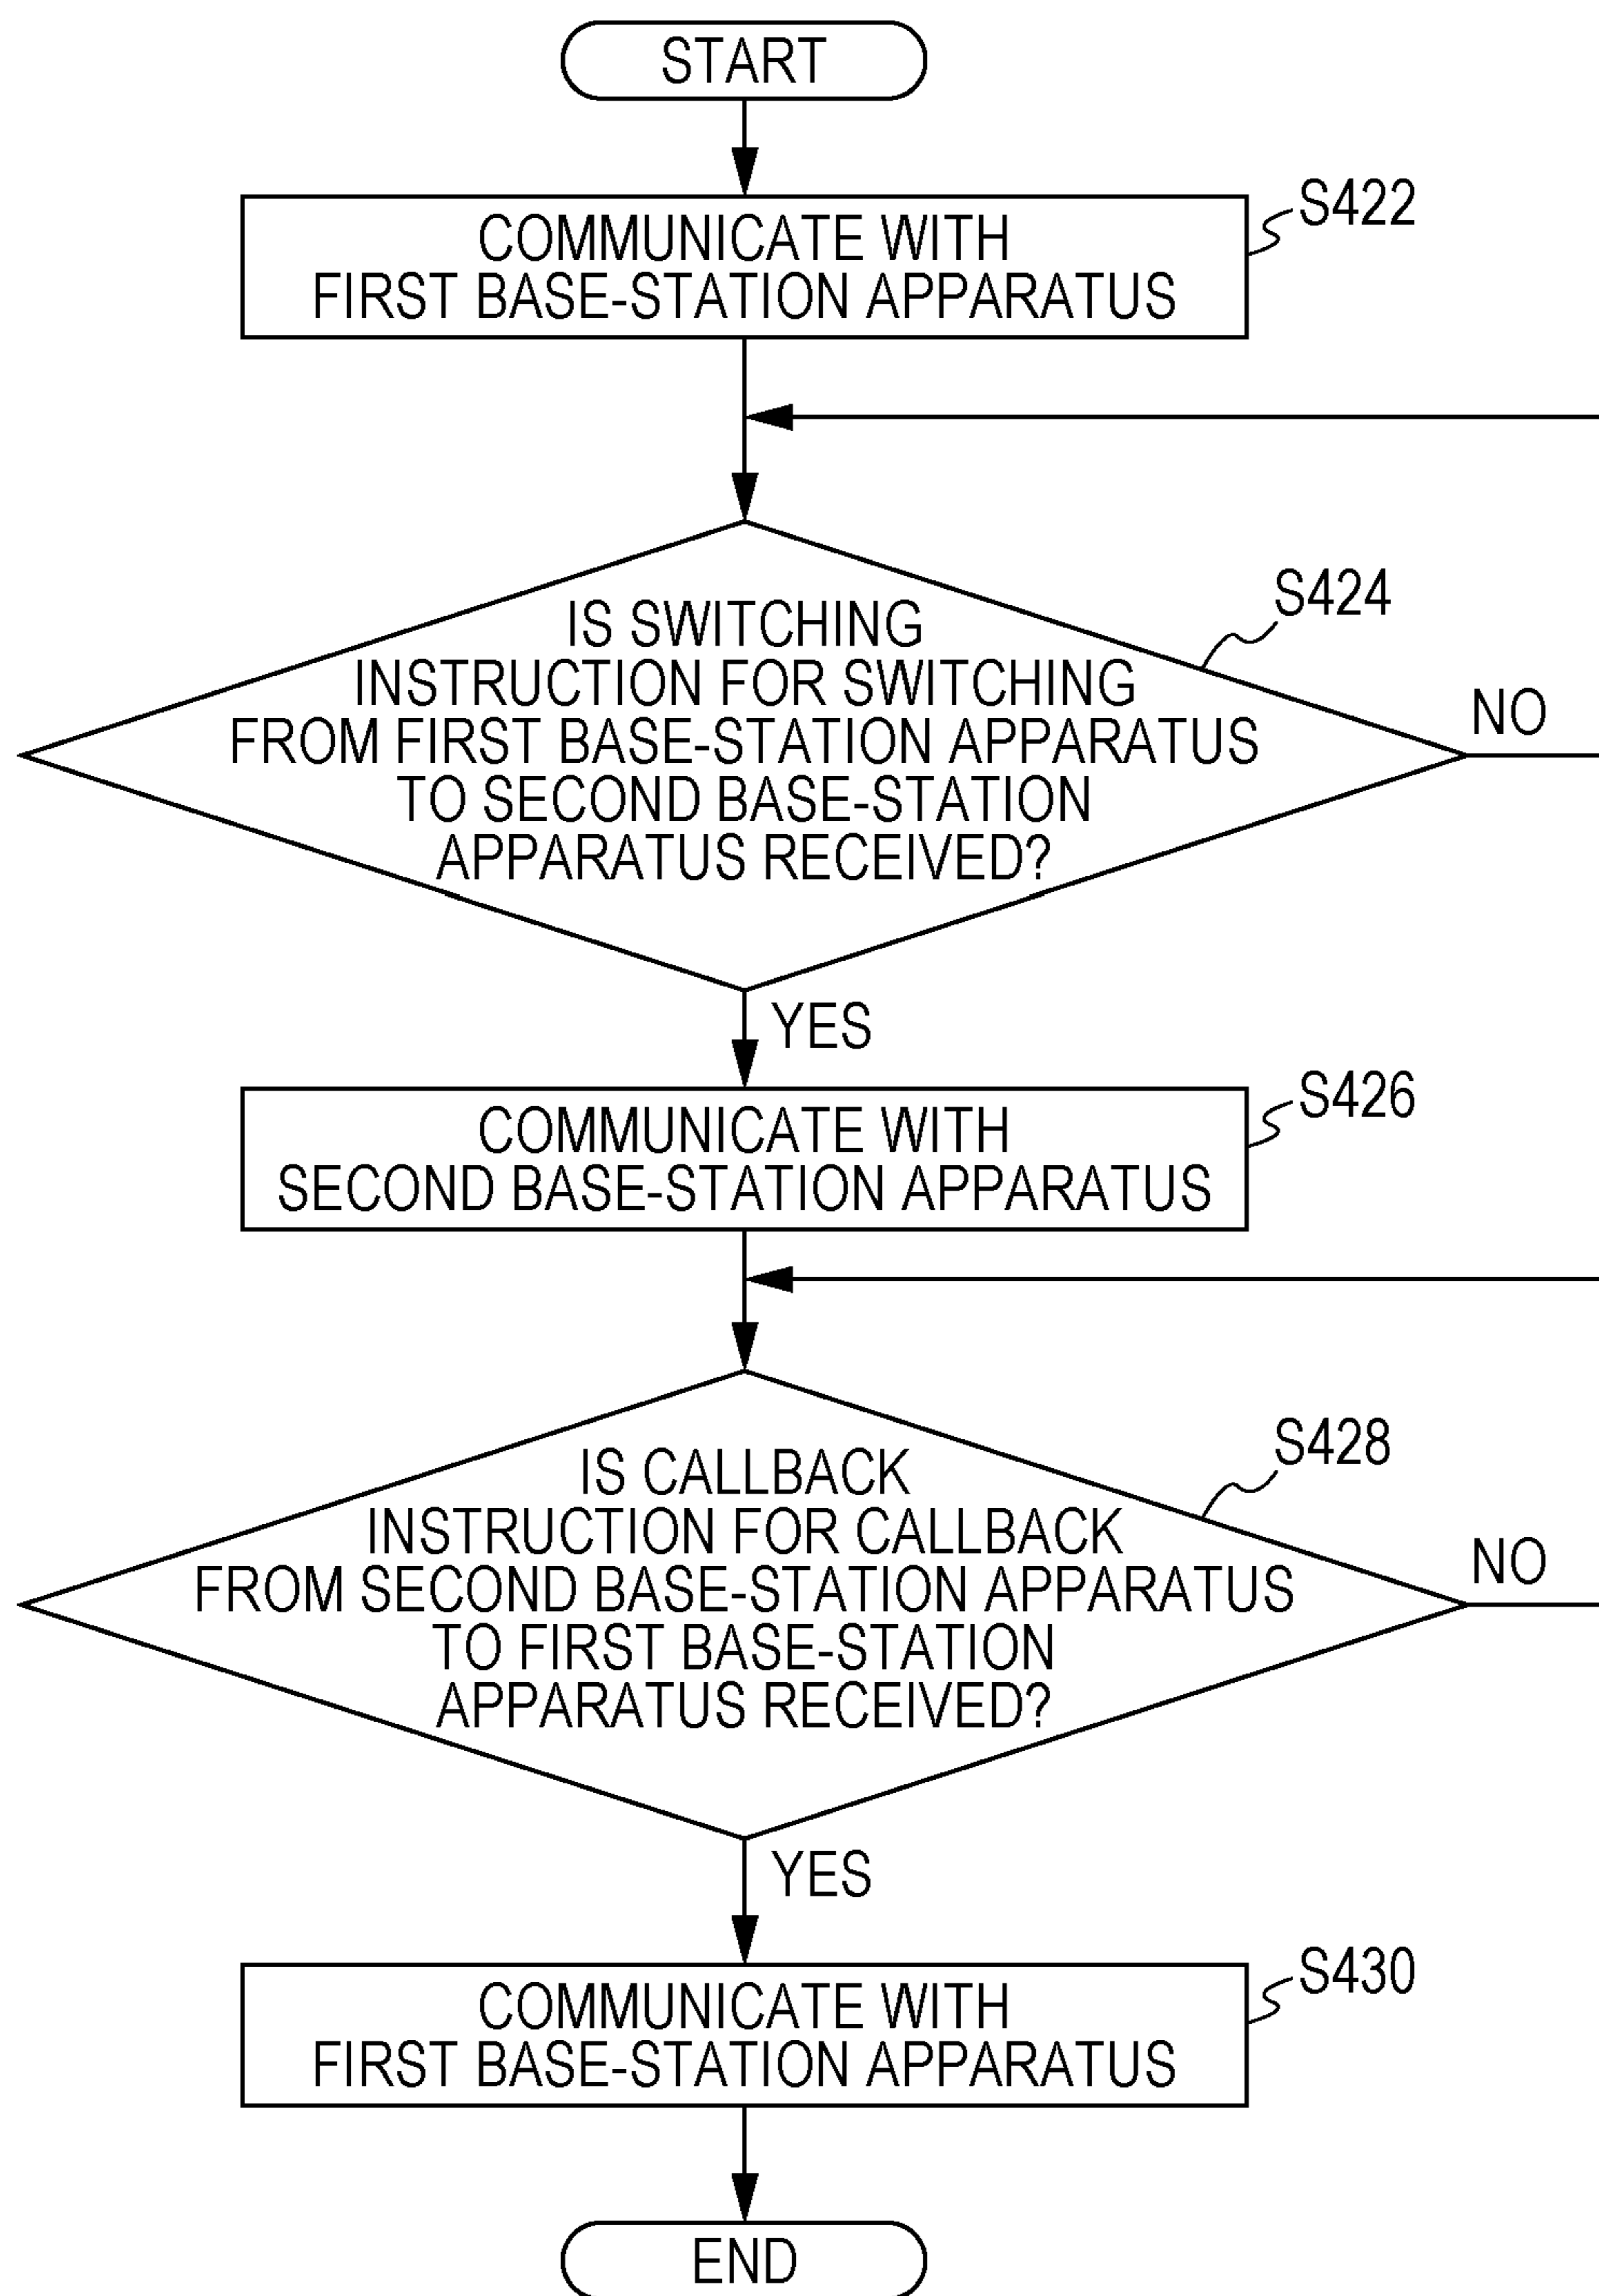 START
S422
COMMUNICATE WITH
FIRST BASE-STATION APPARATUS
S424
IS SWITCHING
INSTRUCTION FOR SWITCHING
FROM FIRST BASE-STATION APPARATUS
TO SECOND BASE-STATION
APPARATUS RECEIVED?
NO
YES
S426
COMMUNICATE WITH
SECOND BASE-STATION APPARATUS
S428
IS CALLBACK
INSTRUCTION FOR CALLBACK
FROM SECOND BASE-STATION APPARATUS
TO FIRST BASE-STATION
APPARATUS RECEIVED?
NO
YES
S430
COMMUNICATE WITH
FIRST BASE-STATION APPARATUS
END